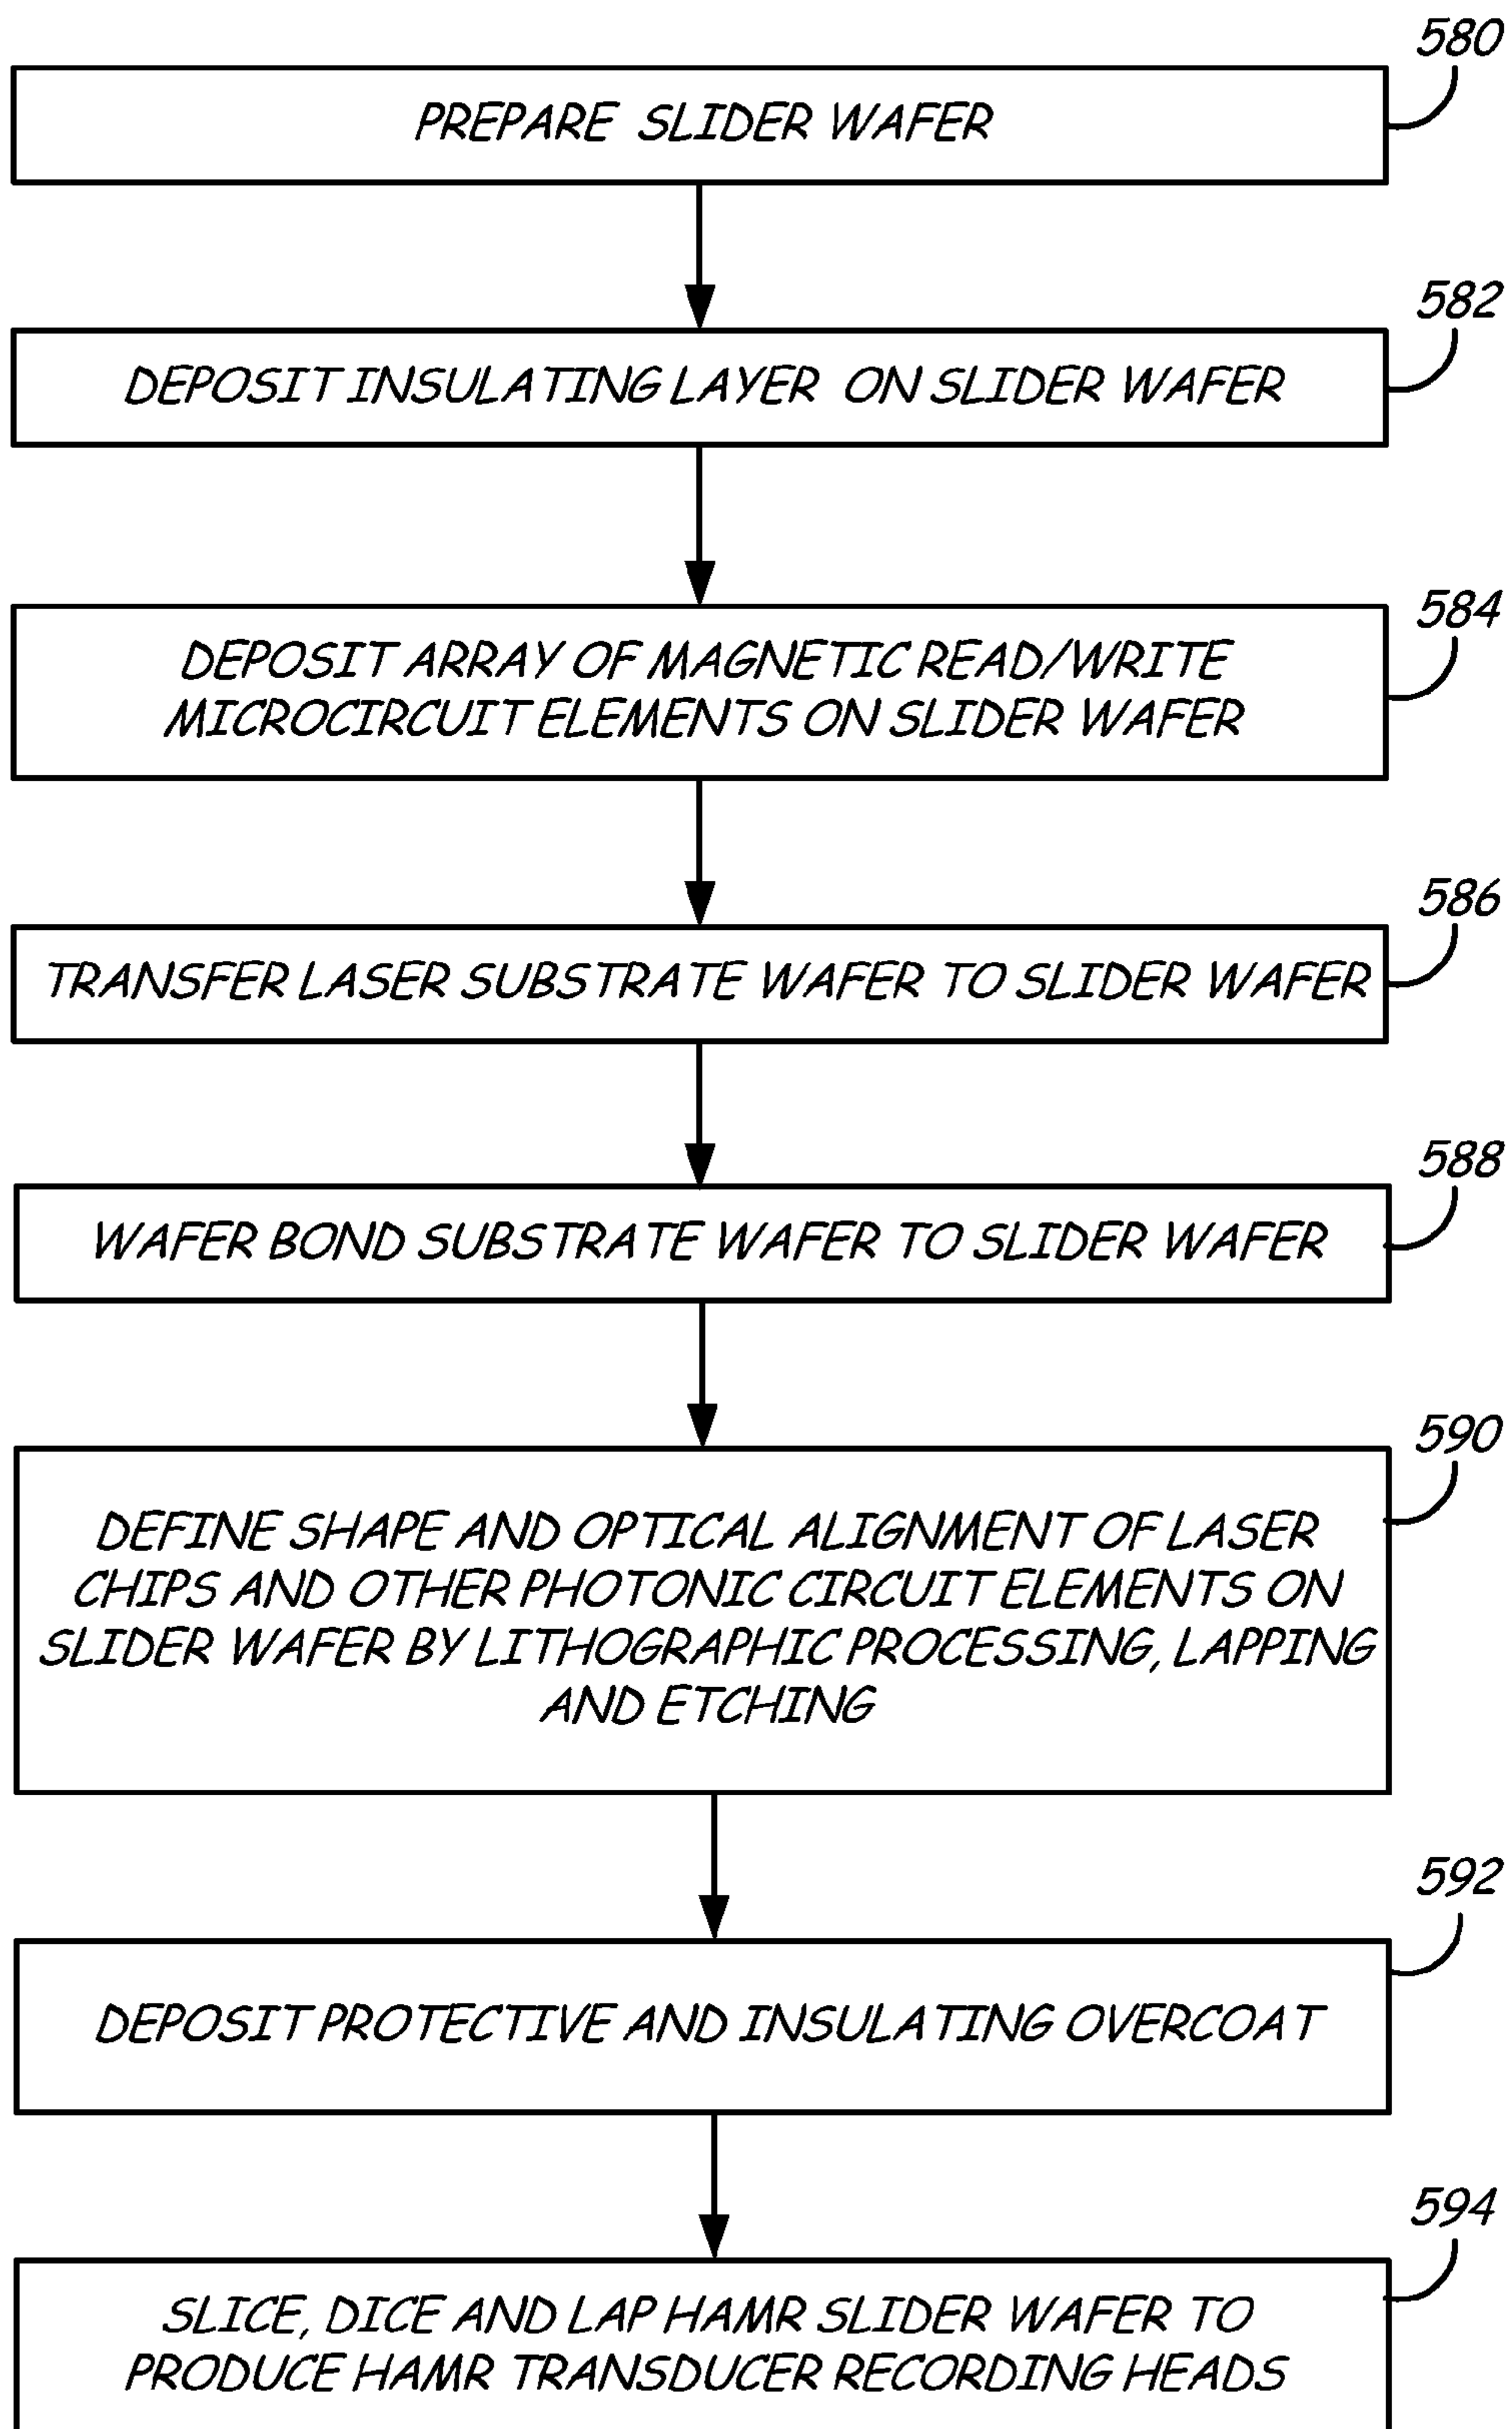 580
PREPARE SLIDER WAFER
582
DEPOSIT INSULATING LAYER ON SLIDER WAFER
584
DEPOSIT ARRAY OF MAGNETIC READ/WRITE
MICROCIRCUIT ELEMENTS ON SLIDER WAFER
586
TRANSFER LASER SUBSTRATE WAFER TO SLIDER WAFER
588
WAFER BOND SUBSTRATE WAFER TO SLIDER WAFER
590
DEFINE SHAPE AND OPTICAL ALIGNMENT OF LASER
CHIPS AND OTHER PHOTONIC CIRCUIT ELEMENTS ON
SLIDER WAFER BY LITHOGRAPHIC PROCESSING, LAPPING
AND ETCHING
592
DEPOSIT PROTECTIVE AND INSULATING OVERCOAT
594
SLICE, DICE AND LAP HAMR SLIDER WAFER TO
PRODUCE HAMR TRANSDUCER RECORDING HEADS